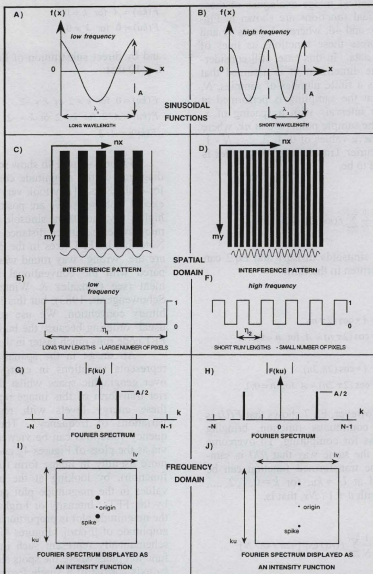 A)
f(x)
low frequency
0
x
A
λ
LONG WAVELENGTH
B)
f(x)
high frequency
0
x
A
λ
SHORT WAVELENGTH
SINUSOIDAL
FUNCTIONS
C)
nx
my
INTERFERENCE PATTERN
D)
nx
my
INTERFERENCE PATTERN
SPATIAL
DOMAIN
E)
low
frequency
1
0
η1
LONG 'RUN' LENGTHS - LARGE NUMBER OF PIXELS
F)
high frequency
1
0
η2
SHORT 'RUN' LENGTHS - SMALL NUMBER OF PIXELS
G)
|F(ku)|
A / 2
k
-N
0
N-1
FOURIER SPECTRUM
H)
|F(ku)|
A / 2
k
-N
0
N-1
FOURIER SPECTRUM
FREQUENCY
DOMAIN
I)
lv
origin
spike
ku
FOURIER SPECTRUM DISPLAYED AS
AN INTENSITY FUNCTION
J)
lv
origin
spike
ku
FOURIER SPECTRUM DISPLAYED AS
AN INTENSITY FUNCTION